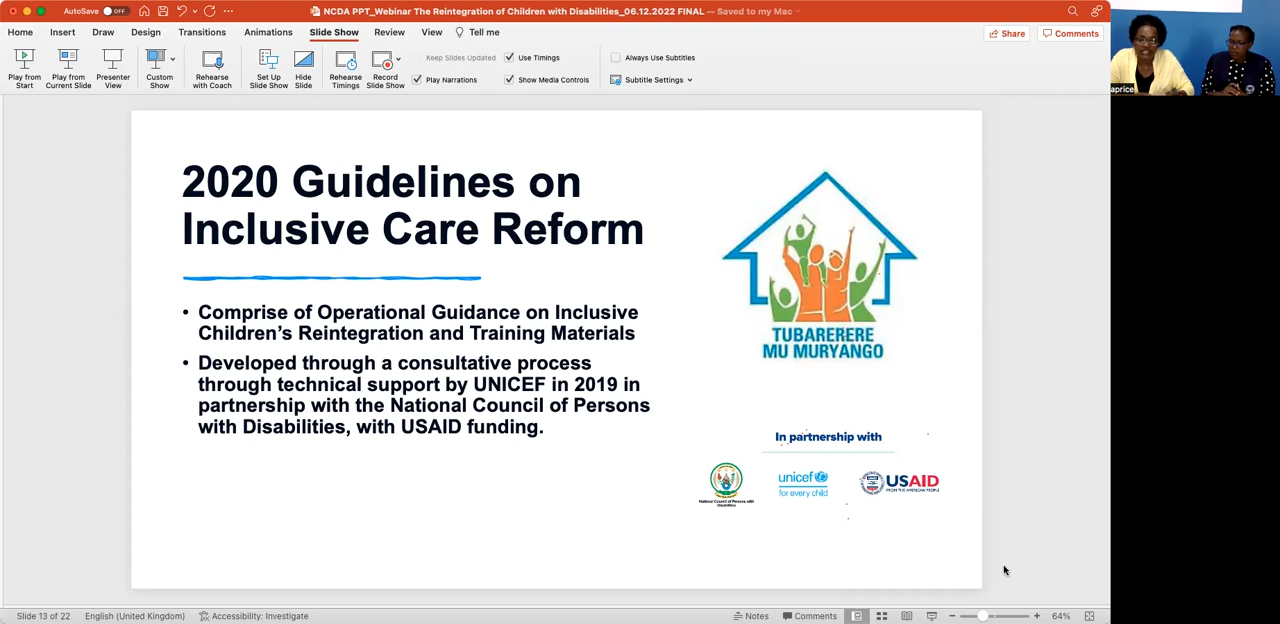 AutoSave OFF
NCDA PPT_Webinar The Reintegration of Children with Disabilities_06.12.2022 FINAL — Saved to my Mac
Home Insert Draw Design Transitions Animations Slide Show Review View Tell me
Share Comments
Play from Start
Play from Current Slide
Presenter View
Custom Show
Rehearse with Coach
Set Up Slide Show
Hide Slide
Rehearse Timings
Record Slide Show
Keep Slides Updated
Use Timings
Play Narrations
Show Media Controls
Always Use Subtitles
Subtitle Settings
aprice
2020 Guidelines on
Inclusive Care Reform
• Comprise of Operational Guidance on Inclusive
Children’s Reintegration and Training Materials
• Developed through a consultative process
through technical support by UNICEF in 2019 in
partnership with the National Council of Persons
with Disabilities, with USAID funding.
TUBARERERE
MU MURYANGO
In partnership with
National Council of Persons with
Disabilities
unicef
for every child
USAID
FROM THE AMERICAN PEOPLE
Slide 13 of 22
English (United Kingdom)
Accessibility: Investigate
Notes
Comments
64%